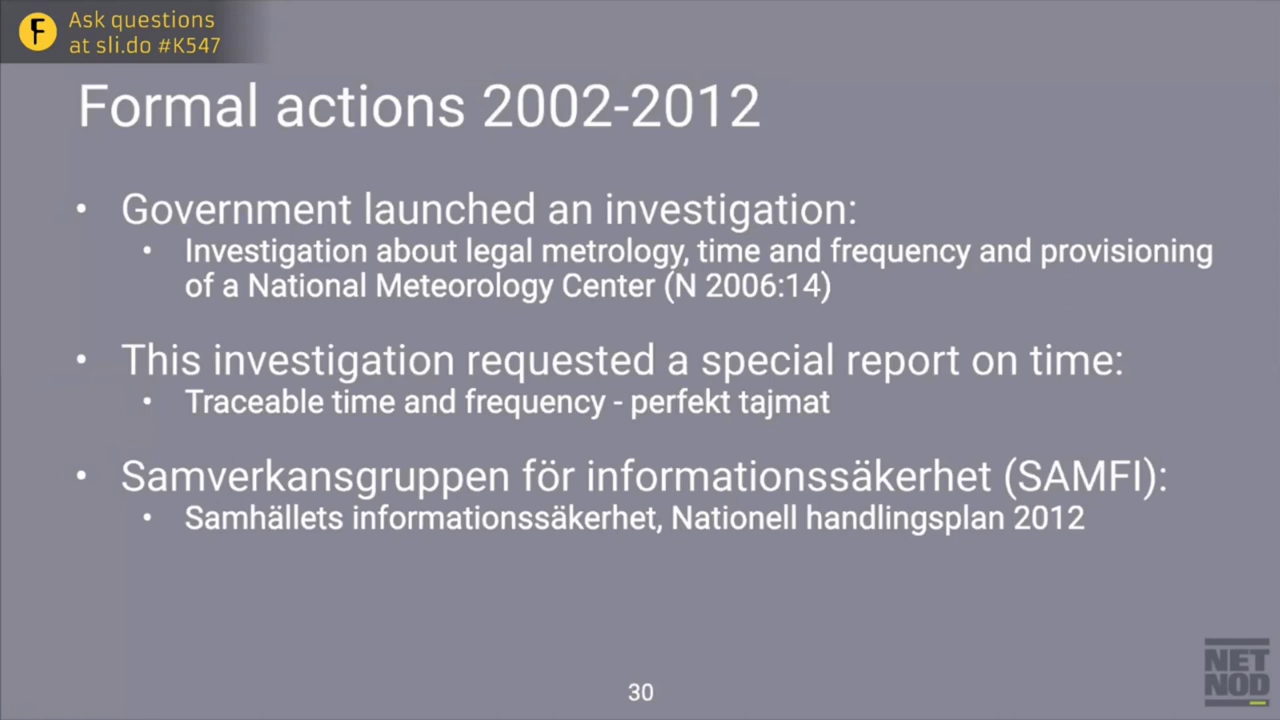 F
Ask questions
at sli.do #K547
Formal actions 2002-2012
• Government launched an investigation:
• Investigation about legal metrology, time and frequency and provisioning
of a National Meteorology Center (N 2006:14)
• This investigation requested a special report on time:
• Traceable time and frequency - perfekt tajmat
• Samverkansgruppen för informationssäkerhet (SAMFI):
• Samhällets informationssäkerhet, Nationell handlingsplan 2012
30
NET
NOD